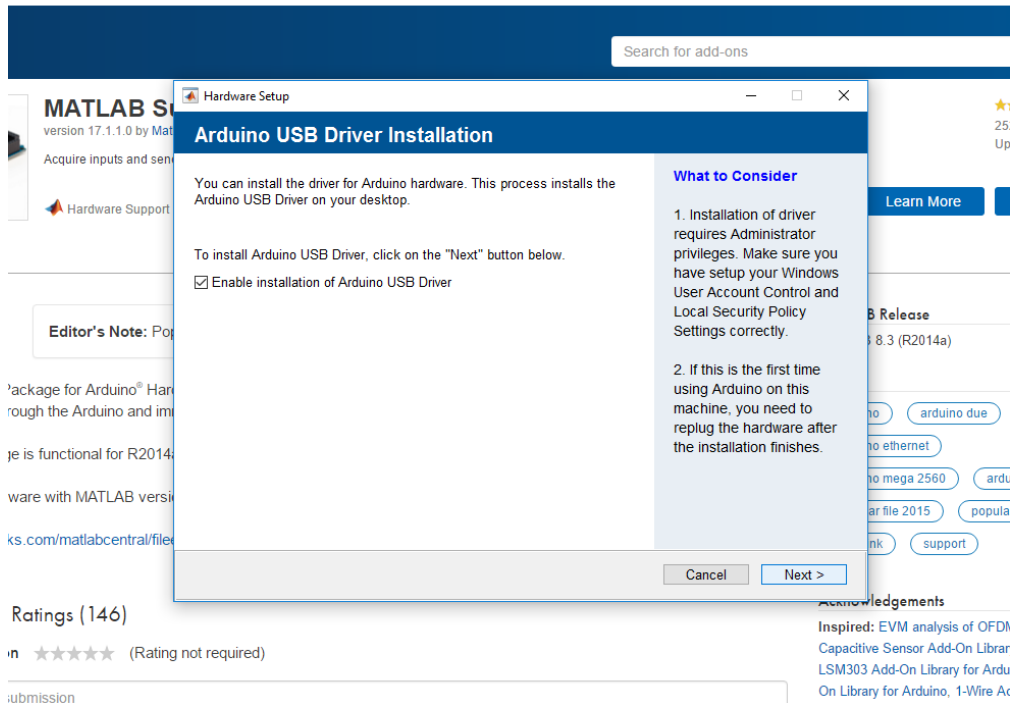 Search for add-ons
MATLAB Su
version 17.1.1.0 by Mat
Acquire inputs and sen
Hardware Support
25
Up
Learn More
Hardware Setup
Arduino USB Driver Installation
You can install the driver for Arduino hardware. This process installs the
Arduino USB Driver on your desktop.
To install Arduino USB Driver, click on the "Next" button below.
Enable installation of Arduino USB Driver
What to Consider
1. Installation of driver
requires Administrator
privileges. Make sure you
have setup your Windows
User Account Control and
Local Security Policy
Settings correctly.
2. If this is the first time
using Arduino on this
machine, you need to
replug the hardware after
the installation finishes.
Cancel
Next >
Editor's Note: Pop
Package for Arduino® Har
rough the Arduino and im
ge is functional for R2014
ware with MATLAB versi
ks.com/matlabcentral/file
Ratings (146)
on
(Rating not required)
submission
B Release
8.3 (R2014a)
no
arduino due
no ethernet
no mega 2560
ardu
ar file 2015
popula
nk
support
Acknowledgements
Inspired: EVM analysis of OFDM
Capacitive Sensor Add-On Librar
LSM303 Add-On Library for Ardu
On Library for Arduino, 1-Wire Ad